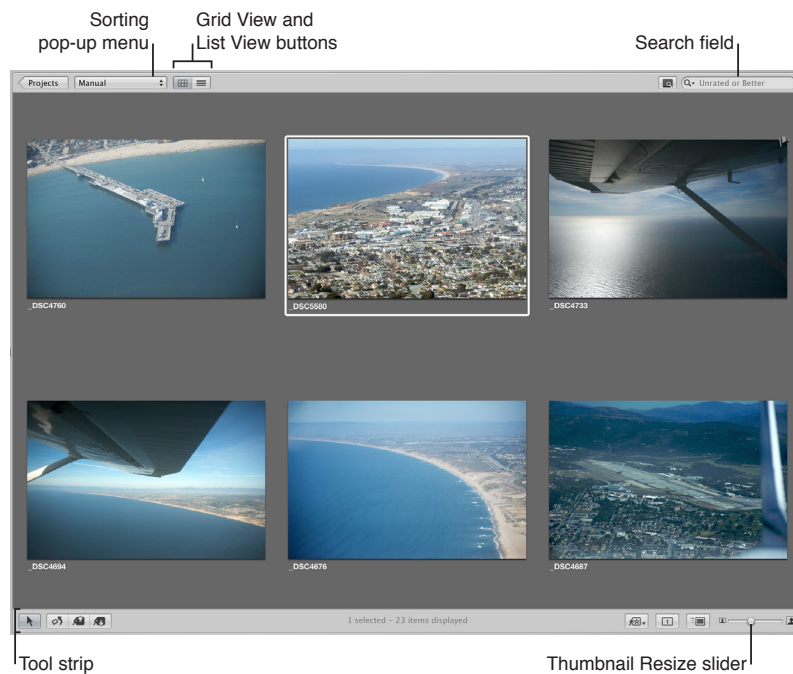 Sorting
pop-up menu
Grid View and
List View buttons
Search field
Projects
Manual
Unrated or Better
_DSC4760
_DSC5580
_DSC4733
_DSC4694
_DSC4676
_DSC4687
1 selected – 23 items displayed
Tool strip
Thumbnail Resize slider